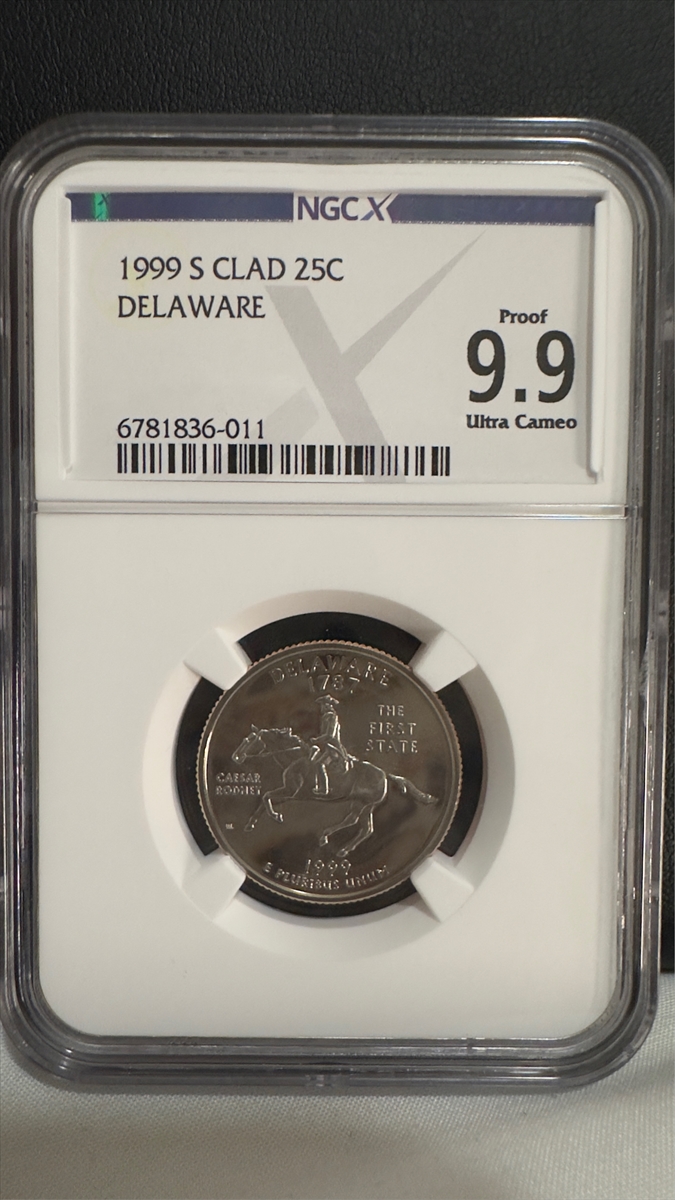 NGCX
1999 S CLAD 25C
DELAWARE
Proof
9.9
Ultra Cameo
6781836-011
DELAWARE
1787
THE
FIRST
STATE
CAESAR
RODNEY
1999
E PLURIBUS UNUM